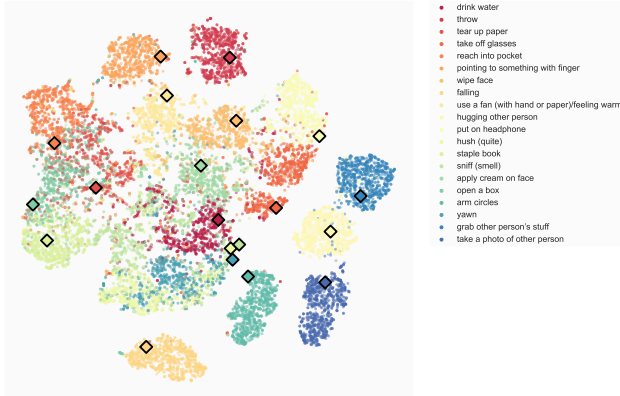 drink water
throw
tear up paper
take off glasses
reach into pocket
pointing to something with finger
wipe face
falling
use a fan (with hand or paper)/feeling warm
hugging other person
put on headphone
hush (quite)
staple book
sniff (smell)
apply cream on face
open a box
arm circles
yawn
grab other person's stuff
take a photo of other person